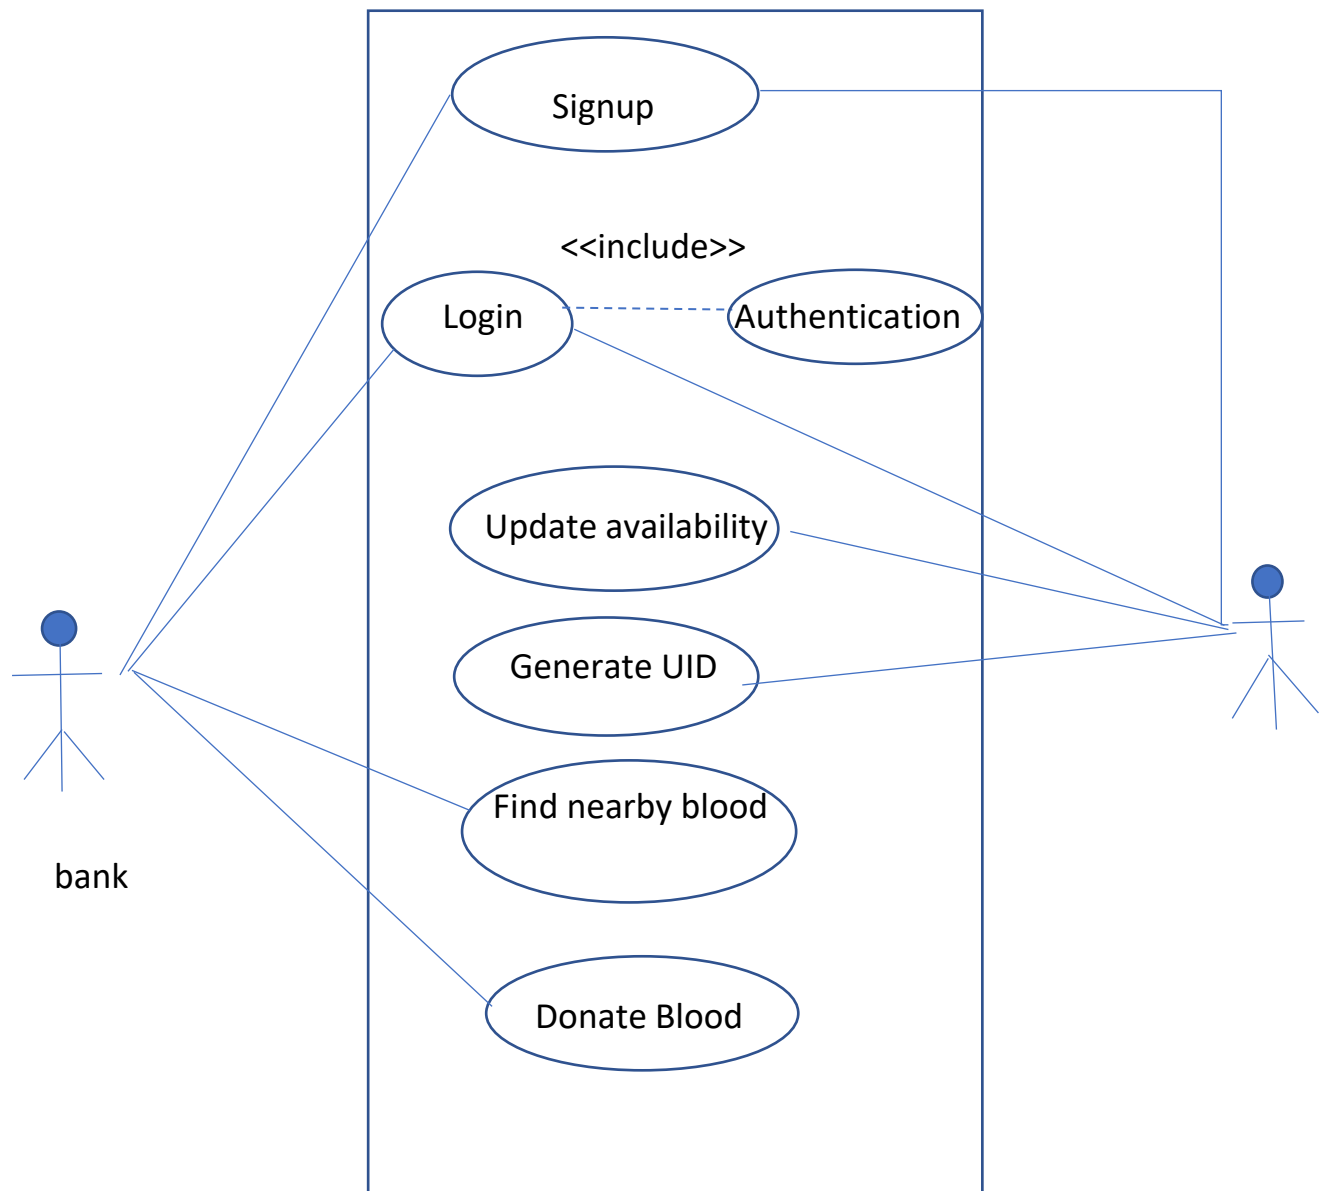 Signup
<<include>>
Login
Authentication
Update availability
Generate UID
Find nearby blood
bank
Donate Blood